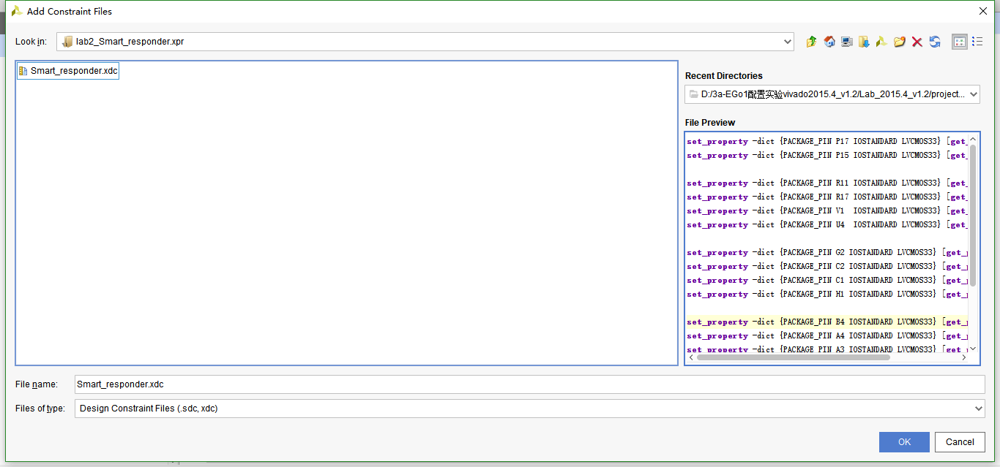 Add Constraint Files
Look in: lab2_Smart_responder.xpr
Smart_responder.xdc
Recent Directories
D:/3a-EGo1配置实验vivado2015.4_v1.2/Lab_2015.4_v1.2/project...
File Preview
set_property -dict {PACKAGE_PIN P17 IOSTANDARD LVCMOS33} [get_
set_property -dict {PACKAGE_PIN P15 IOSTANDARD LVCMOS33} [get_
set_property -dict {PACKAGE_PIN R11 IOSTANDARD LVCMOS33} [get_
set_property -dict {PACKAGE_PIN R17 IOSTANDARD LVCMOS33} [get_
set_property -dict {PACKAGE_PIN V1 IOSTANDARD LVCMOS33} [get_
set_property -dict {PACKAGE_PIN U4 IOSTANDARD LVCMOS33} [get_
set_property -dict {PACKAGE_PIN G2 IOSTANDARD LVCMOS33} [get_
set_property -dict {PACKAGE_PIN C2 IOSTANDARD LVCMOS33} [get_
set_property -dict {PACKAGE_PIN C1 IOSTANDARD LVCMOS33} [get_
set_property -dict {PACKAGE_PIN H1 IOSTANDARD LVCMOS33} [get_
set_property -dict {PACKAGE_PIN B4 IOSTANDARD LVCMOS33} [get_
set_property -dict {PACKAGE_PIN A4 IOSTANDARD LVCMOS33} [get_
set_property -dict {PACKAGE_PIN A3 IOSTANDARD LVCMOS33} [get_
File name: Smart_responder.xdc
Files of type: Design Constraint Files (.sdc, xdc)
OK Cancel